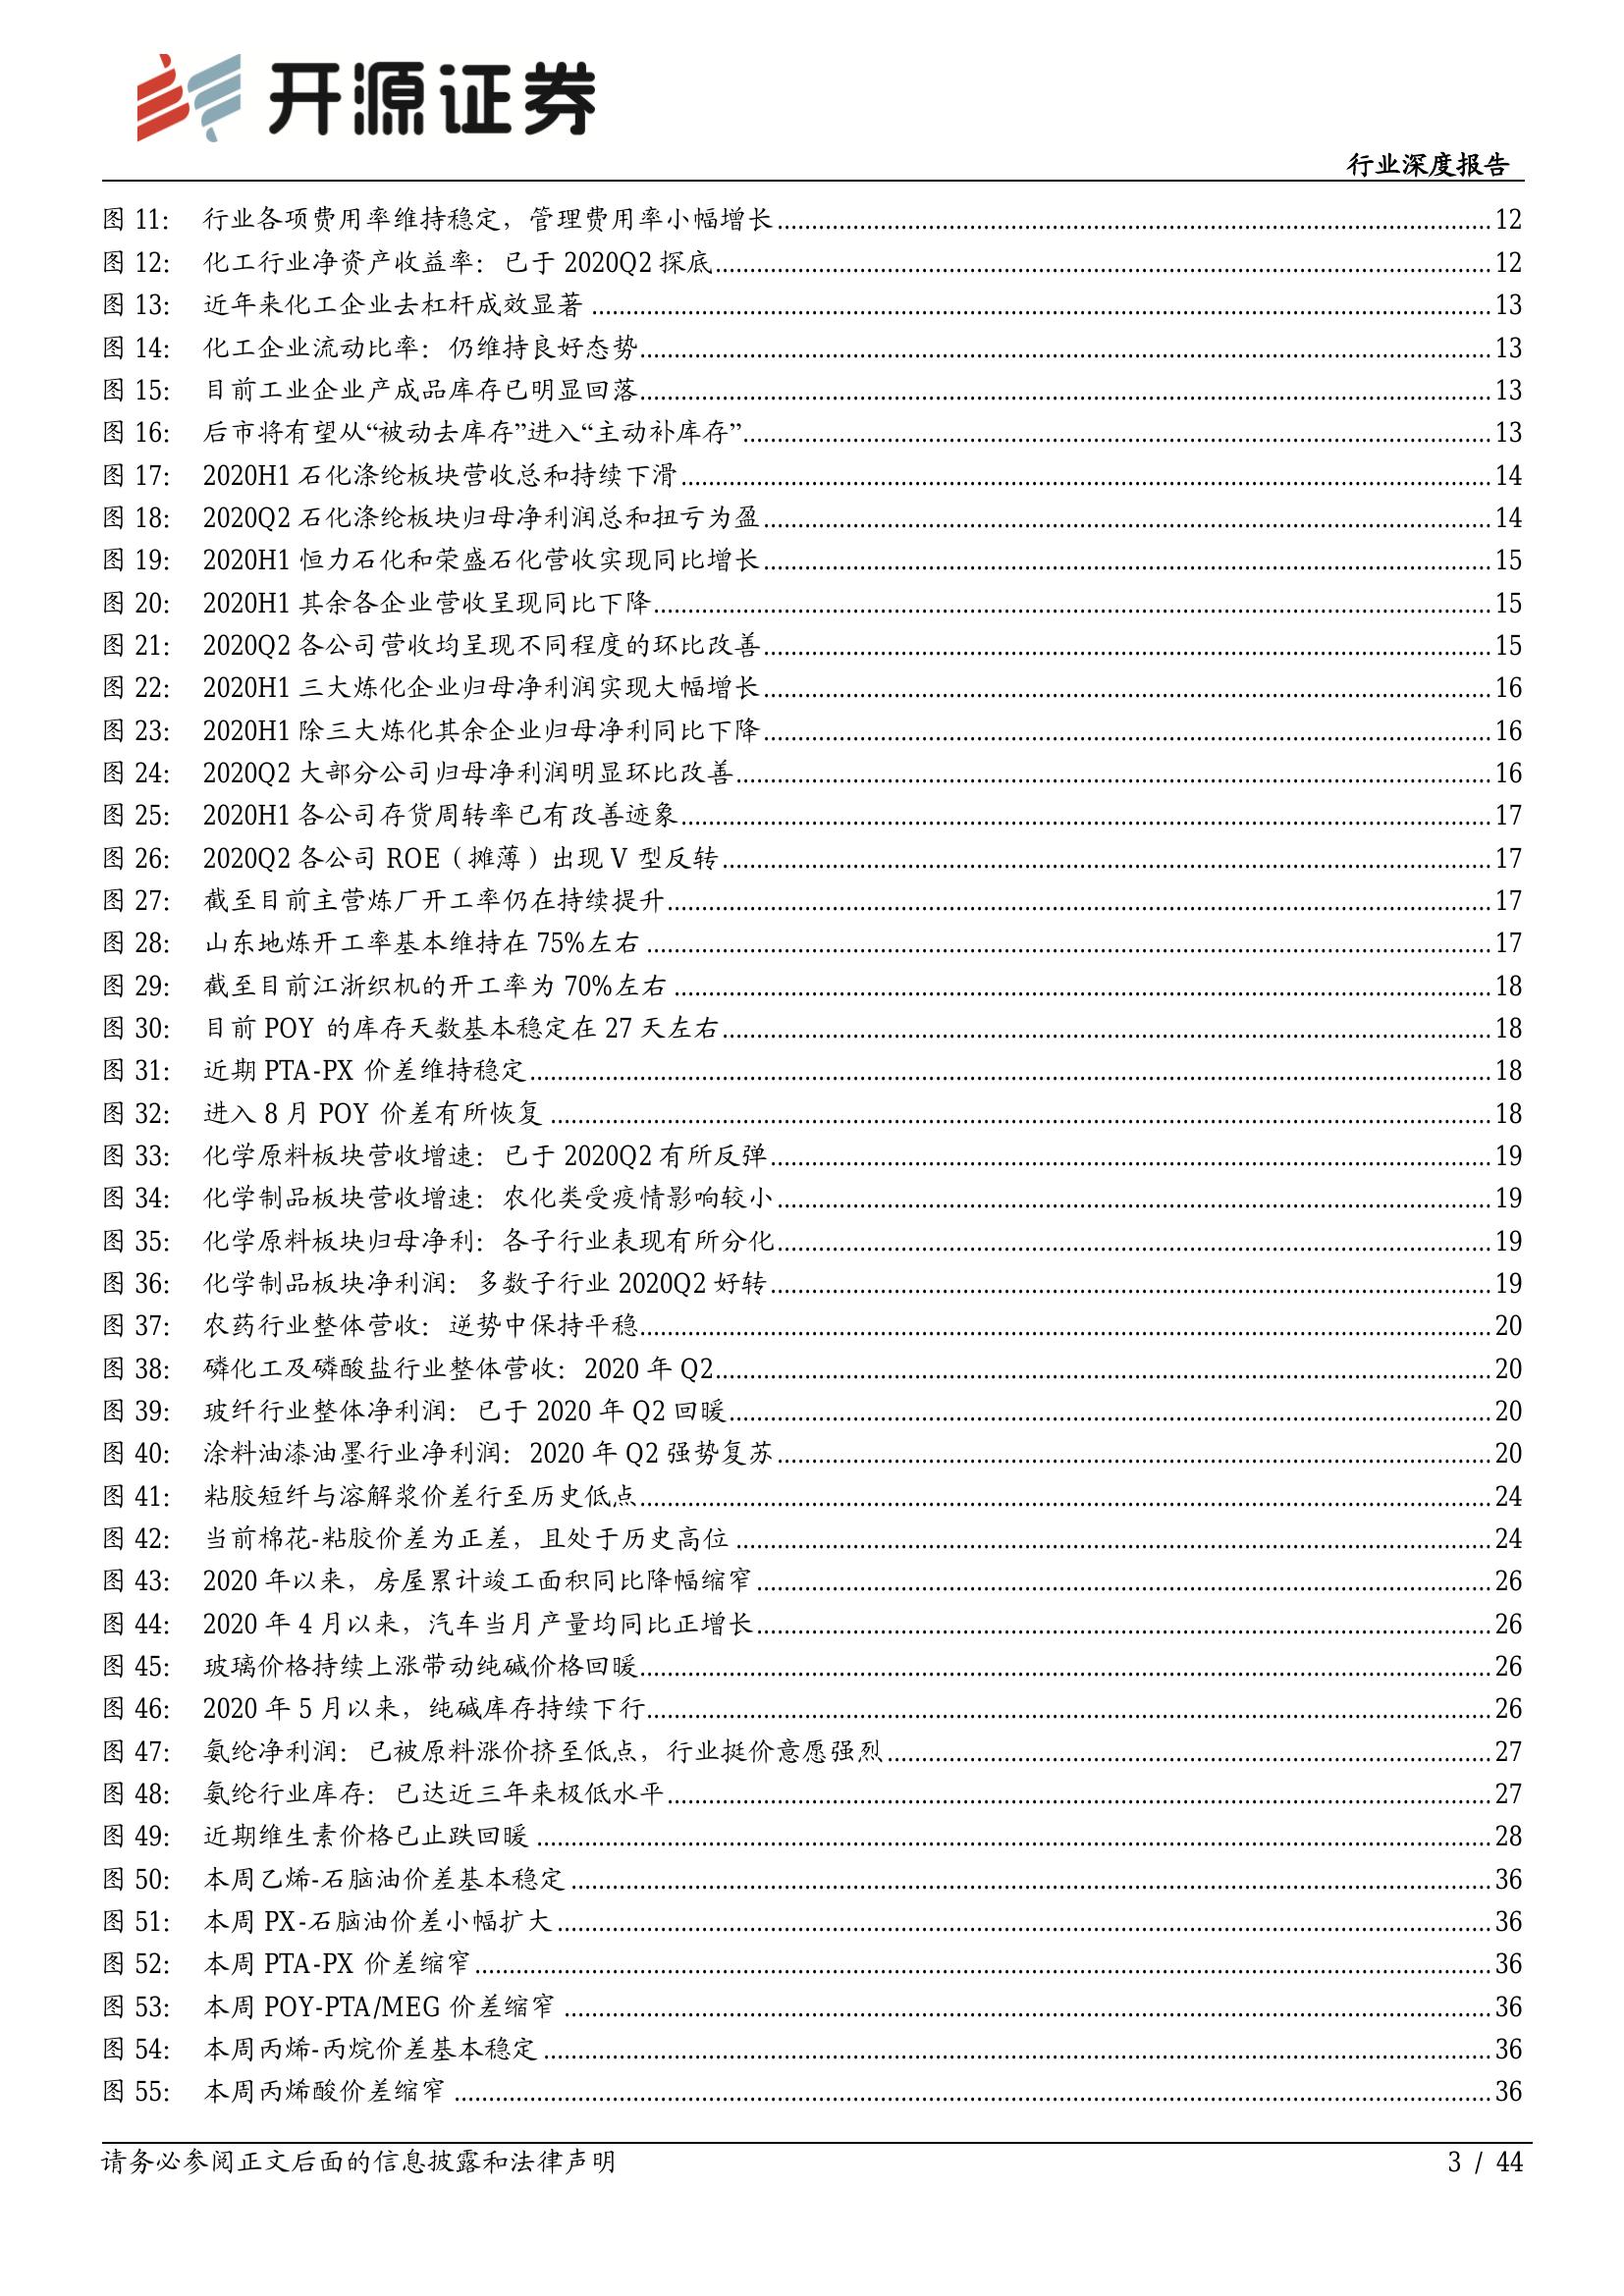 开源证券
行业深度报告
图 11： 行业各项费用率维持稳定，管理费用率小幅增长........12
图 12： 化工行业净资产收益率：已于 2020Q2 探底........12
图 13： 近年来化工企业去杠杆成效显著........13
图 14： 化工企业流动比率：仍维持良好态势........13
图 15： 目前工业企业产成品库存已明显回落........13
图 16： 后市将有望从“被动去库存”进入“主动补库存”........13
图 17： 2020H1 石化涤纶板块营收总和持续下滑........14
图 18： 2020Q2 石化涤纶板块归母净利润总和扭亏为盈........14
图 19： 2020H1 恒力石化和荣盛石化营收实现同比增长........15
图 20： 2020H1 其余各企业营收呈现同比下降........15
图 21： 2020Q2 各公司营收均呈现不同程度的环比改善........15
图 22： 2020H1 三大炼化企业归母净利润实现大幅增长........16
图 23： 2020H1 除三大炼化其余企业归母净利同比下降........16
图 24： 2020Q2 大部分公司归母净利润明显环比改善........16
图 25： 2020H1 各公司存货周转率已有改善迹象........17
图 26： 2020Q2 各公司 ROE（摊薄）出现 V 型反转........17
图 27： 截至目前主营炼厂开工率仍在持续提升........17
图 28： 山东地炼开工率基本维持在 75%左右........17
图 29： 截至目前江浙织机的开工率为 70%左右........18
图 30： 目前 POY 的库存天数基本稳定在 27 天左右........18
图 31： 近期 PTA-PX 价差维持稳定........18
图 32： 进入 8 月 POY 价差有所恢复........18
图 33： 化学原料板块营收增速：已于 2020Q2 有所反弹........19
图 34： 化学制品板块营收增速：农化类受疫情影响较小........19
图 35： 化学原料板块归母净利：各子行业表现有所分化........19
图 36： 化学制品板块净利润：多数子行业 2020Q2 好转........19
图 37： 农药行业整体营收：逆势中保持平稳........20
图 38： 磷化工及磷酸盐行业整体营收：2020 年 Q2........20
图 39： 玻纤行业整体净利润：已于 2020 年 Q2 回暖........20
图 40： 涂料油漆油墨行业净利润：2020 年 Q2 强势复苏........20
图 41： 粘胶短纤与溶解浆价差行至历史低点........24
图 42： 当前棉花-粘胶价差为正差，且处于历史高位........24
图 43： 2020 年以来，房屋累计竣工面积同比降幅缩窄........26
图 44： 2020 年 4 月以来，汽车当月产量均同比正增长........26
图 45： 玻璃价格持续上涨带动纯碱价格回暖........26
图 46： 2020 年 5 月以来，纯碱库存持续下行........26
图 47： 氨纶净利润：已被原料涨价挤至低点，行业挺价意愿强烈........27
图 48： 氨纶行业库存：已达近三年来极低水平........27
图 49： 近期维生素价格已止跌回暖........28
图 50： 本周乙烯-石脑油价差基本稳定........36
图 51： 本周 PX-石脑油价差小幅扩大........36
图 52： 本周 PTA-PX 价差缩窄........36
图 53： 本周 POY-PTA/MEG 价差缩窄........36
图 54： 本周丙烯-丙烷价差基本稳定........36
图 55： 本周丙烯酸价差缩窄........36
请务必参阅正文后面的信息披露和法律声明 3 / 44